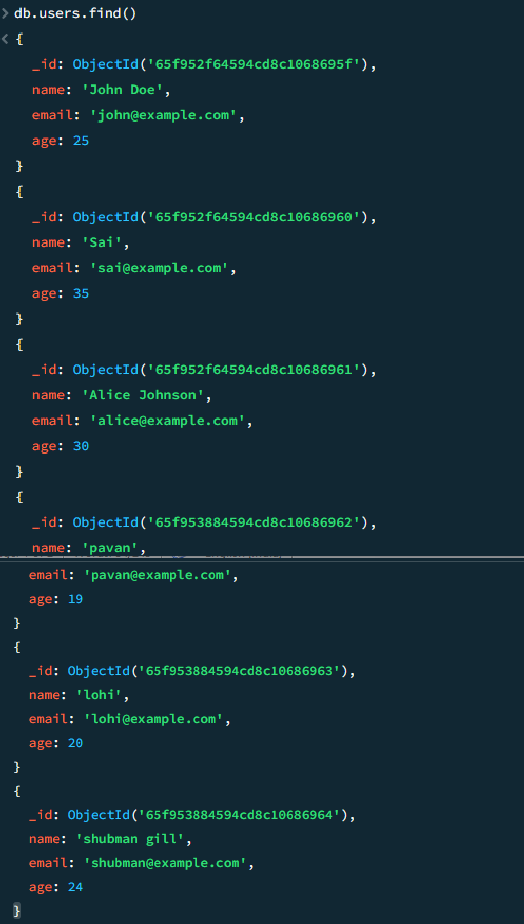 > db.users.find()
< {
_id: ObjectId('65f952f64594cd8c1068695f'),
name: 'John Doe',
email: 'john@example.com',
age: 25
}
{
_id: ObjectId('65f952f64594cd8c10686960'),
name: 'Sai',
email: 'sai@example.com',
age: 35
}
{
_id: ObjectId('65f952f64594cd8c10686961'),
name: 'Alice Johnson',
email: 'alice@example.com',
age: 30
}
{
_id: ObjectId('65f953884594cd8c10686962'),
name: 'pavan',
email: 'pavan@example.com',
age: 19
}
{
_id: ObjectId('65f953884594cd8c10686963'),
name: 'lohi',
email: 'lohi@example.com',
age: 20
}
{
_id: ObjectId('65f953884594cd8c10686964'),
name: 'shubman gill',
email: 'shubman@example.com',
age: 24
}